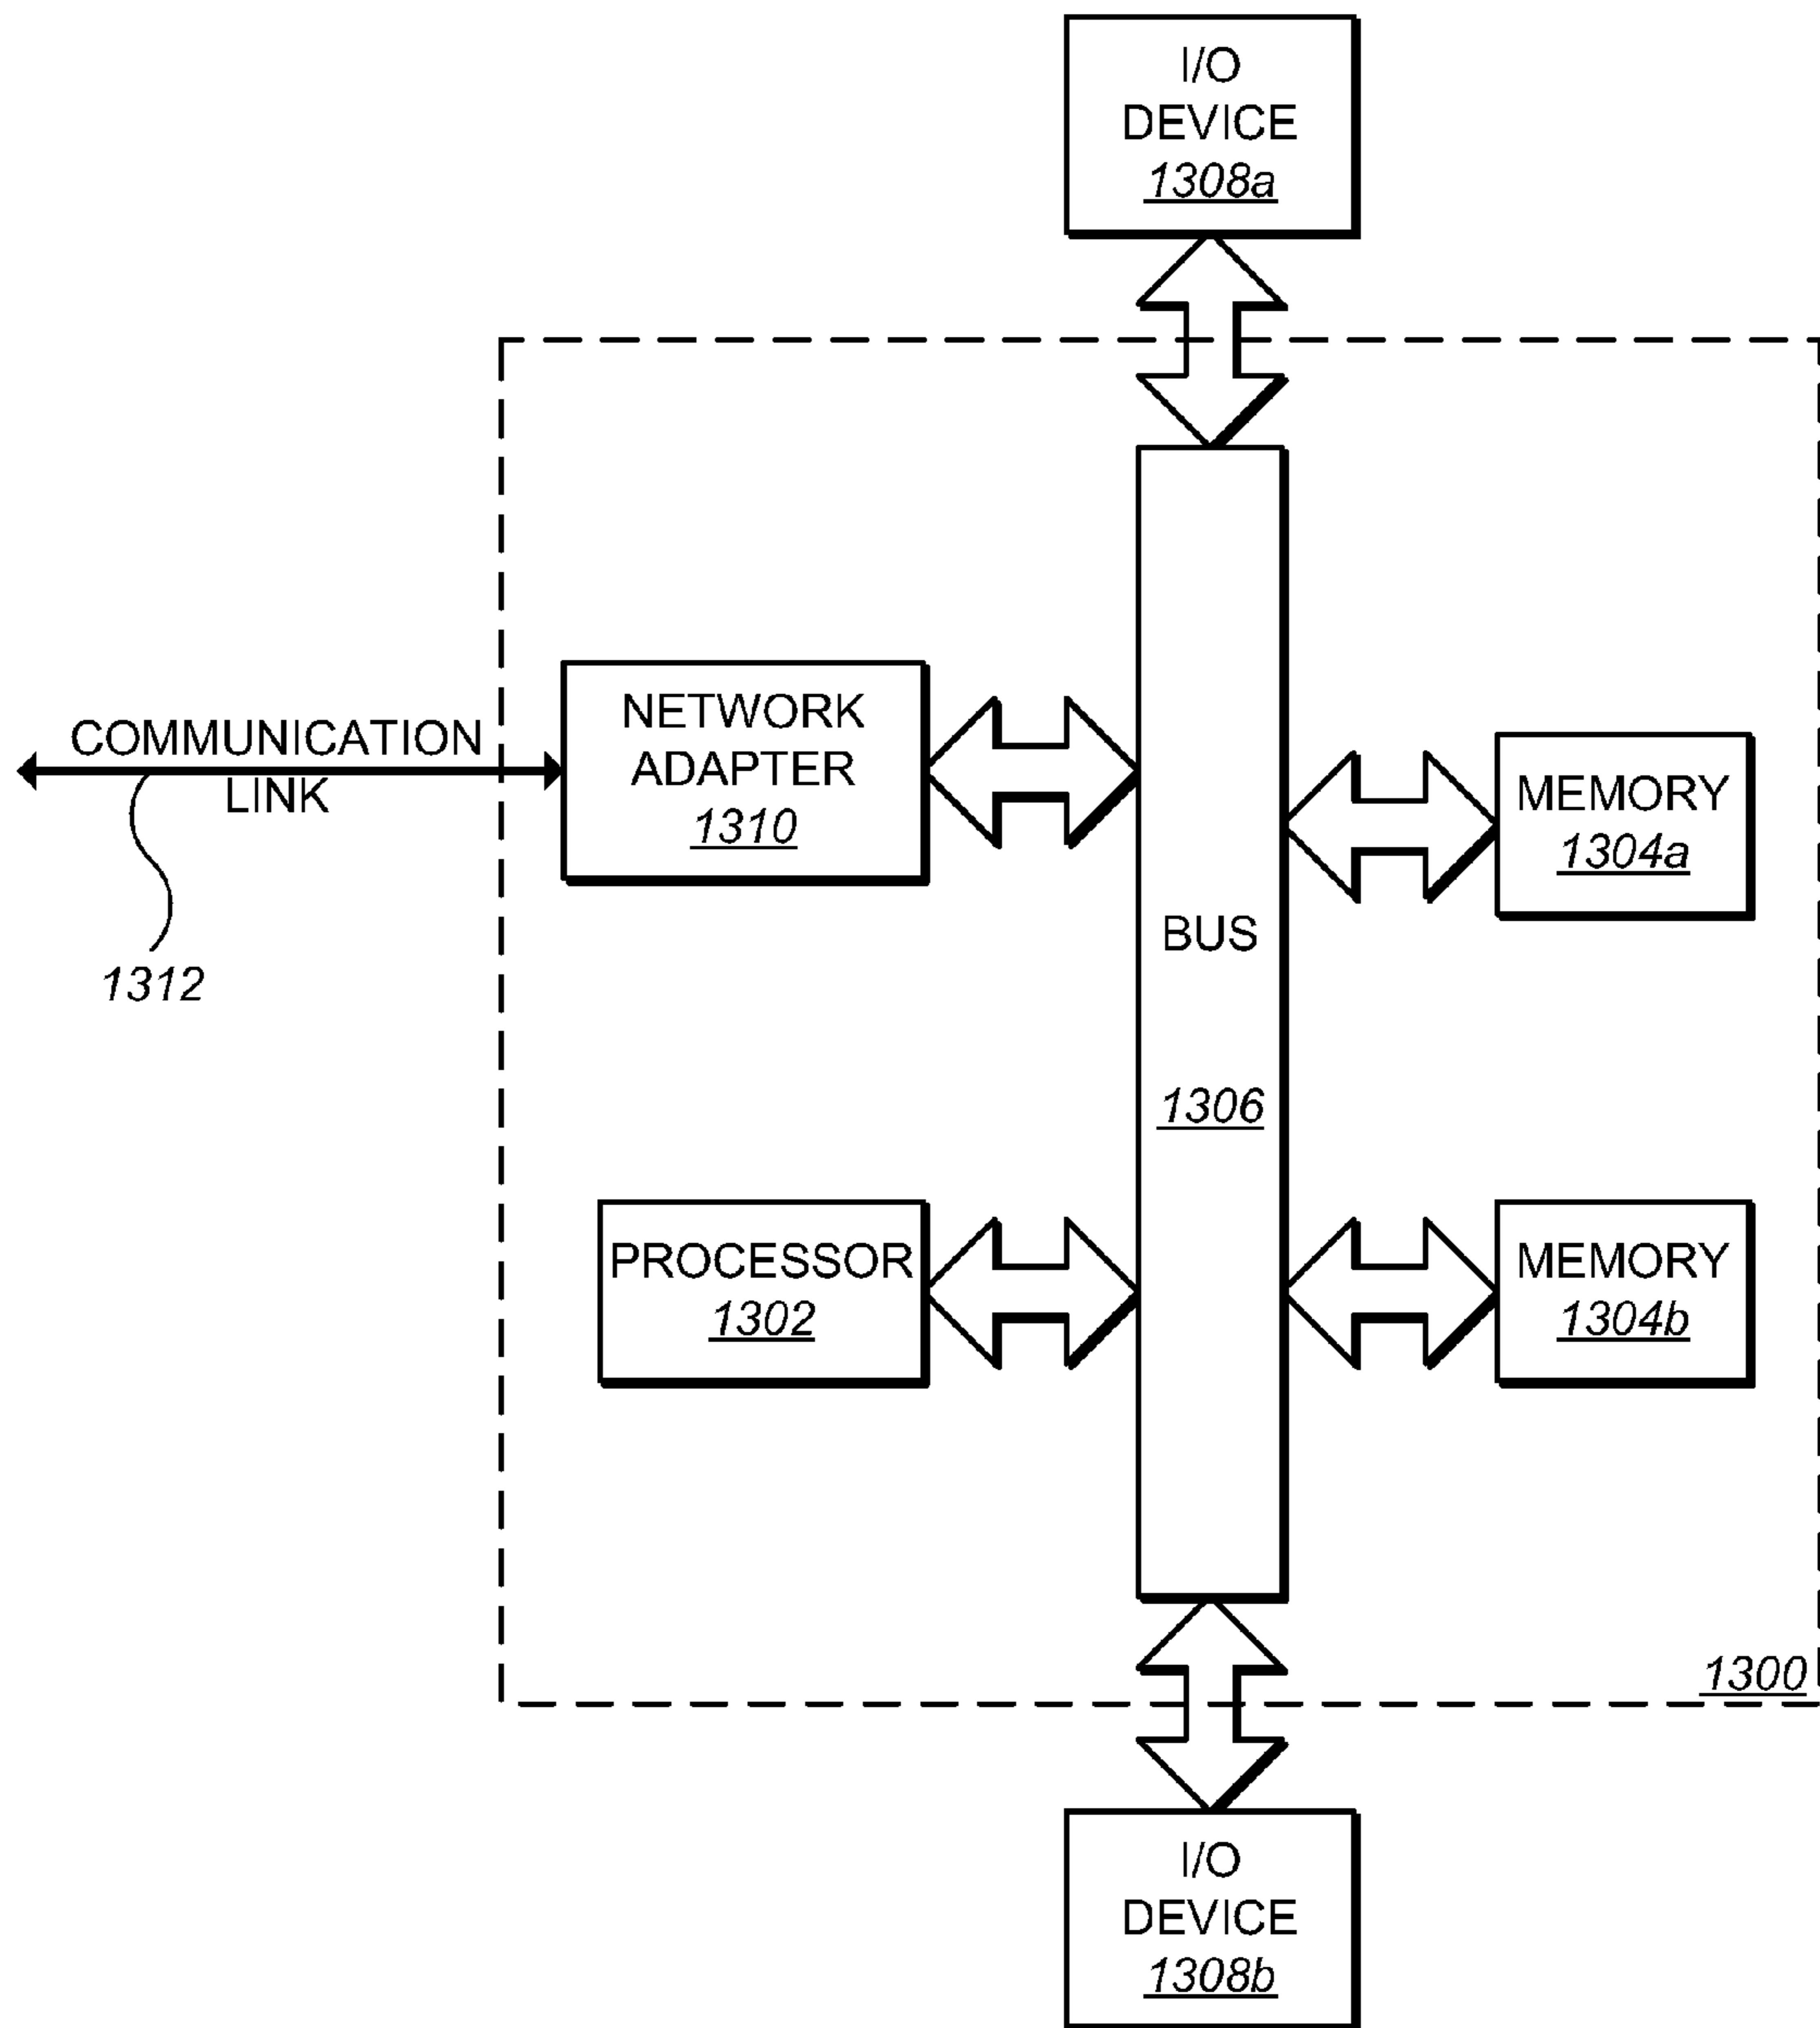 I/O
DEVICE
1308a
COMMUNICATION
LINK
1312
NETWORK
ADAPTER
1310
MEMORY
1304a
BUS
1306
PROCESSOR
1302
MEMORY
1304b
1300
I/O
DEVICE
1308b